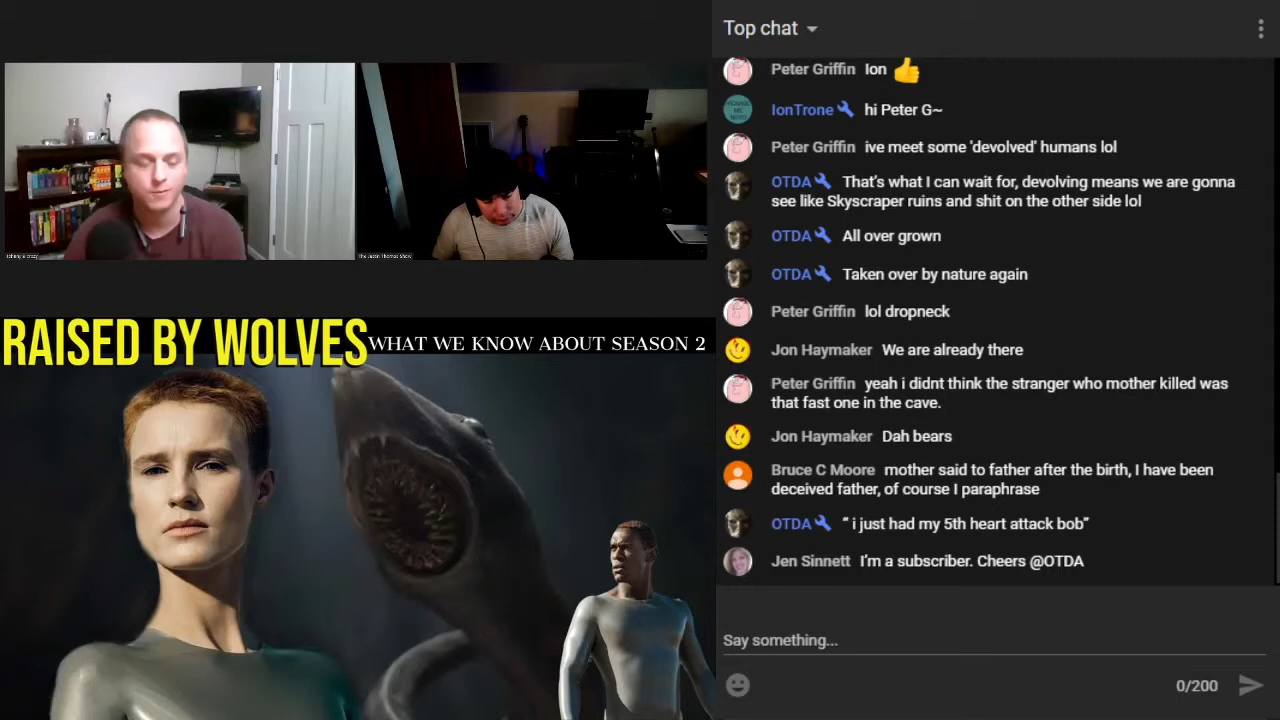 Top chat
Peter Griffin Ion 👍
IonTrone hi Peter G~
Peter Griffin ive meet some 'devolved' humans lol
OTDA That's what I can wait for, devolving means we are gonna
see like Skyscraper ruins and shit on the other side lol
OTDA All over grown
OTDA Taken over by nature again
Peter Griffin lol dropneck
Jon Haymaker We are already there
Peter Griffin yeah i didnt think the stranger who mother killed was
that fast one in the cave.
Jon Haymaker Dah bears
Bruce C Moore mother said to father after the birth, I have been
deceived father, of course I paraphrase
OTDA “ i just had my 5th heart attack bob”
Jen Sinnett I'm a subscriber. Cheers @OTDA
Say something...
0/200
The Justin Thomas Show
RAISED BY WOLVES
WHAT WE KNOW ABOUT SEASON 2